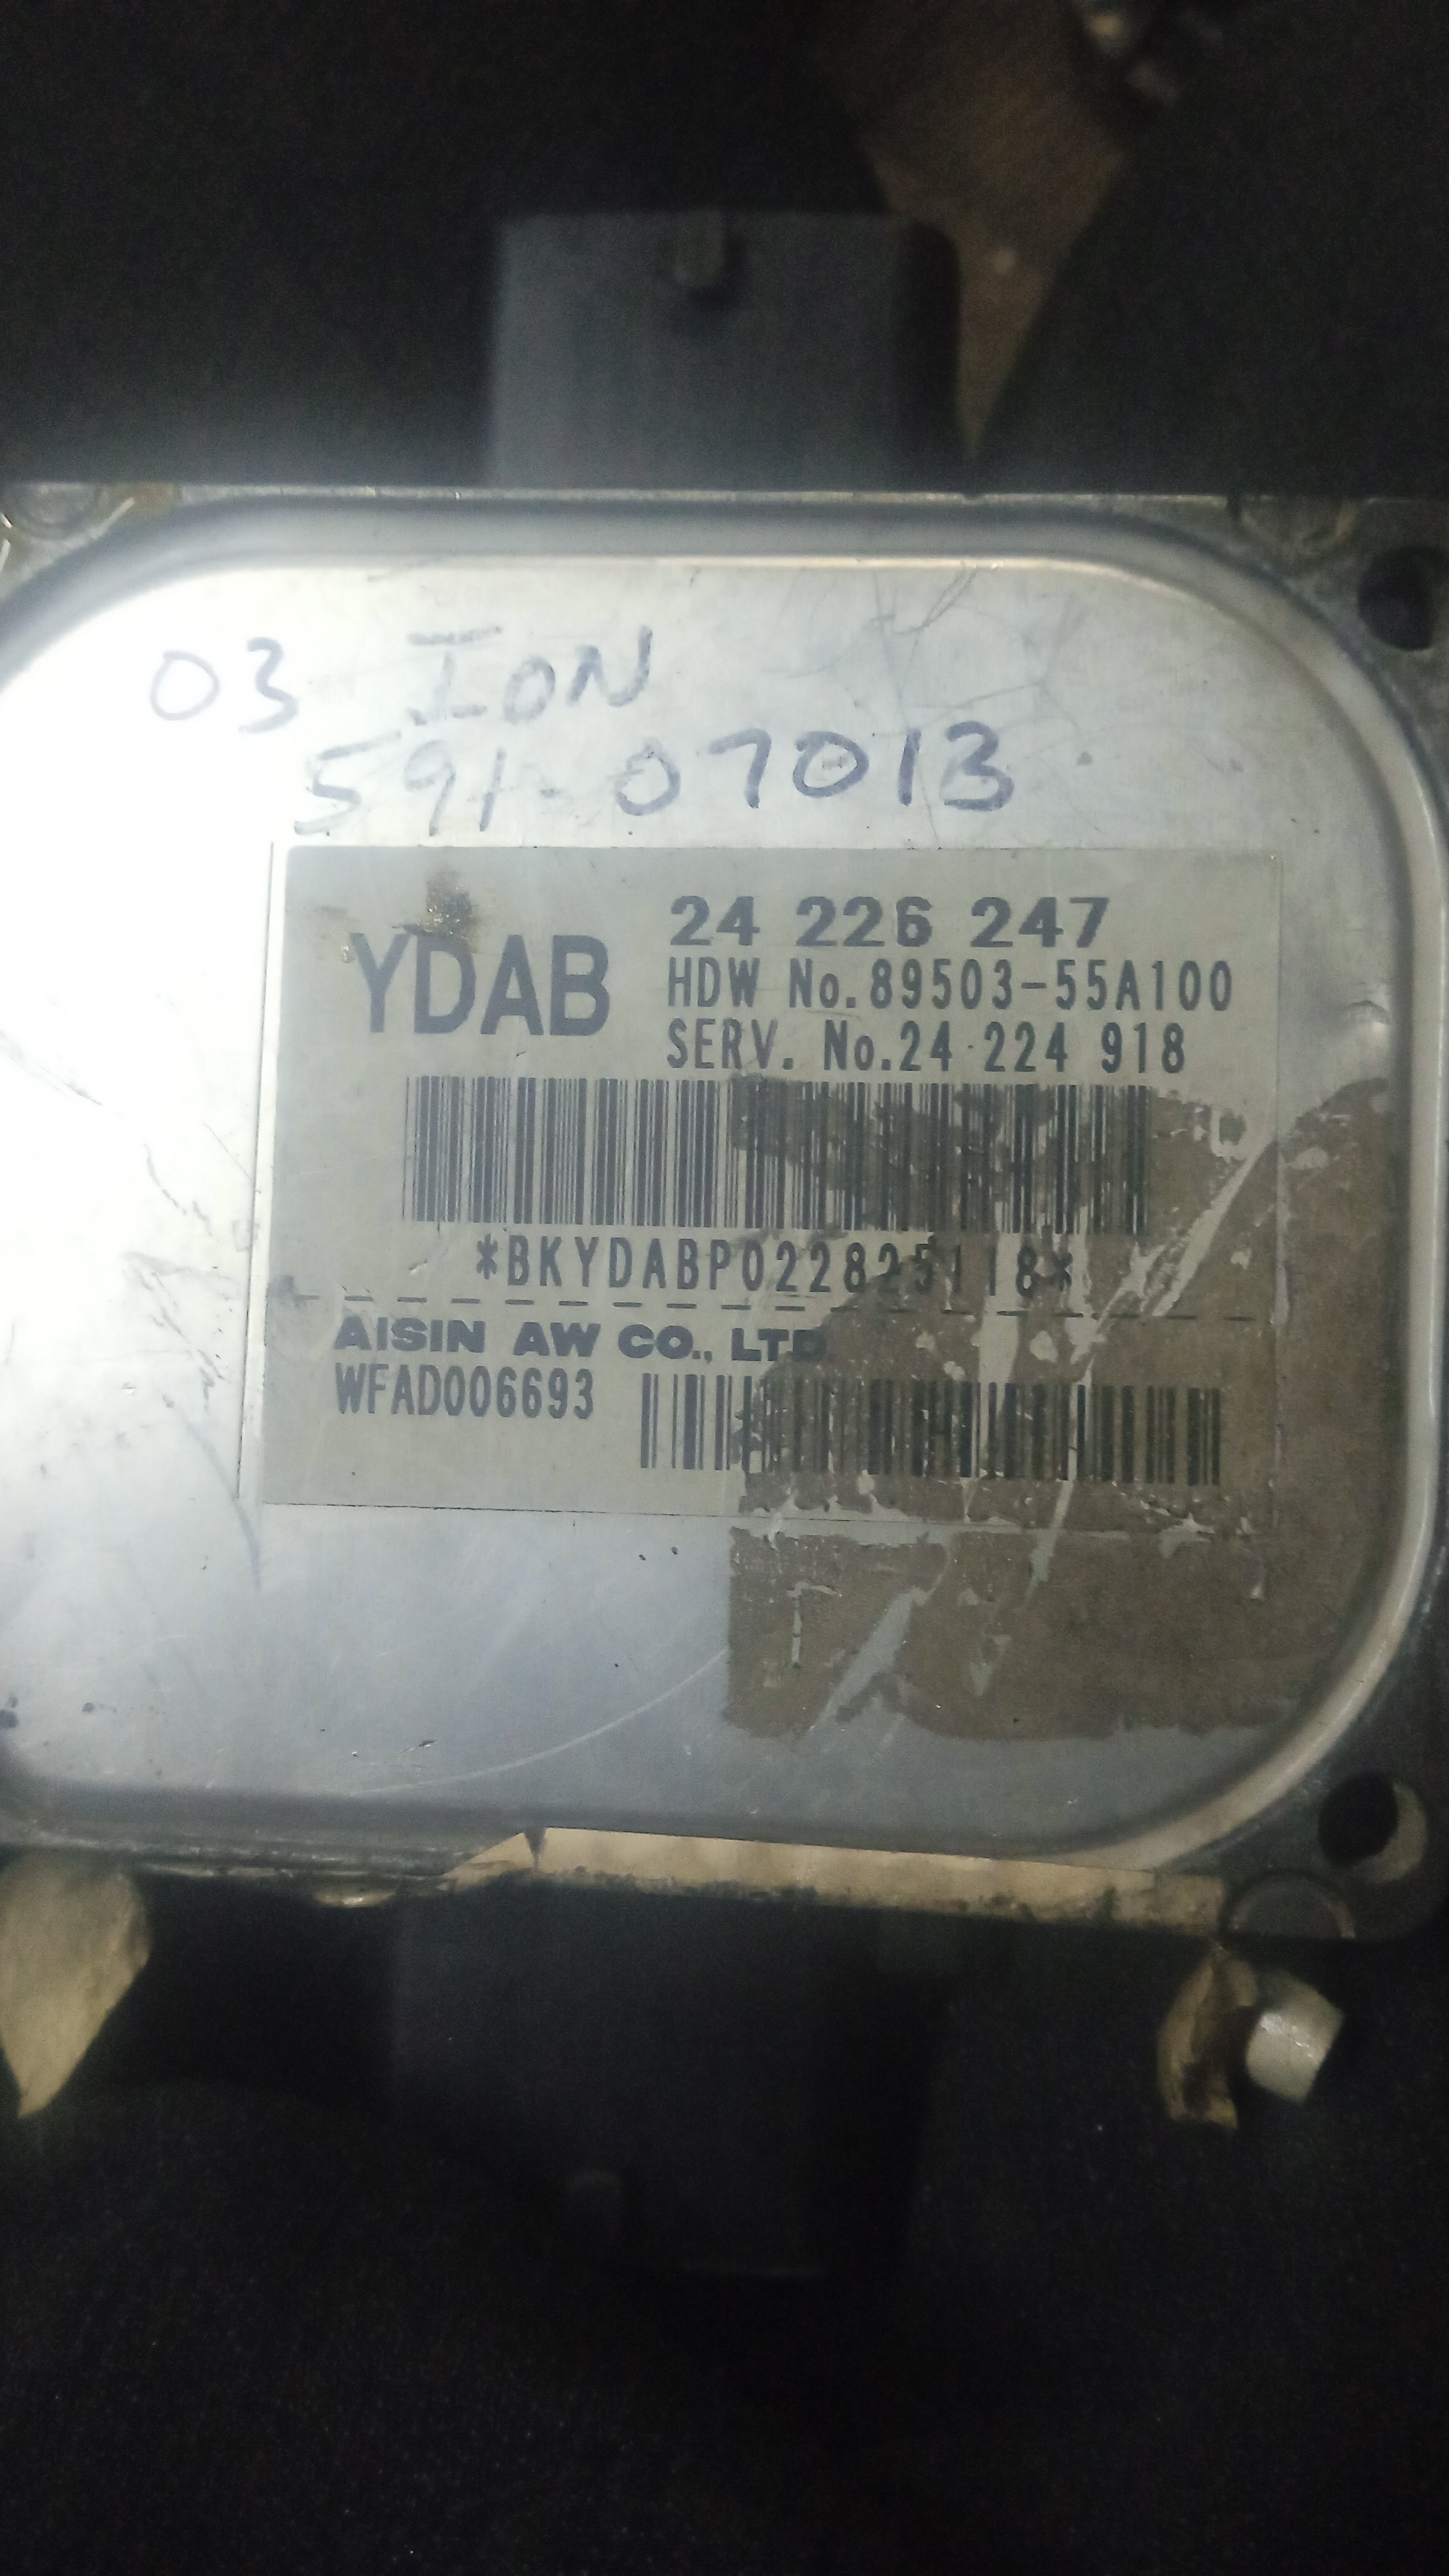 03 ION
591-07013
YDAB
24 226 247
HDW No.89503-55A100
SERV. No.24 224 918
*BKYDABP022825118*
AISIN AW CO., LTD.
WFAD006693